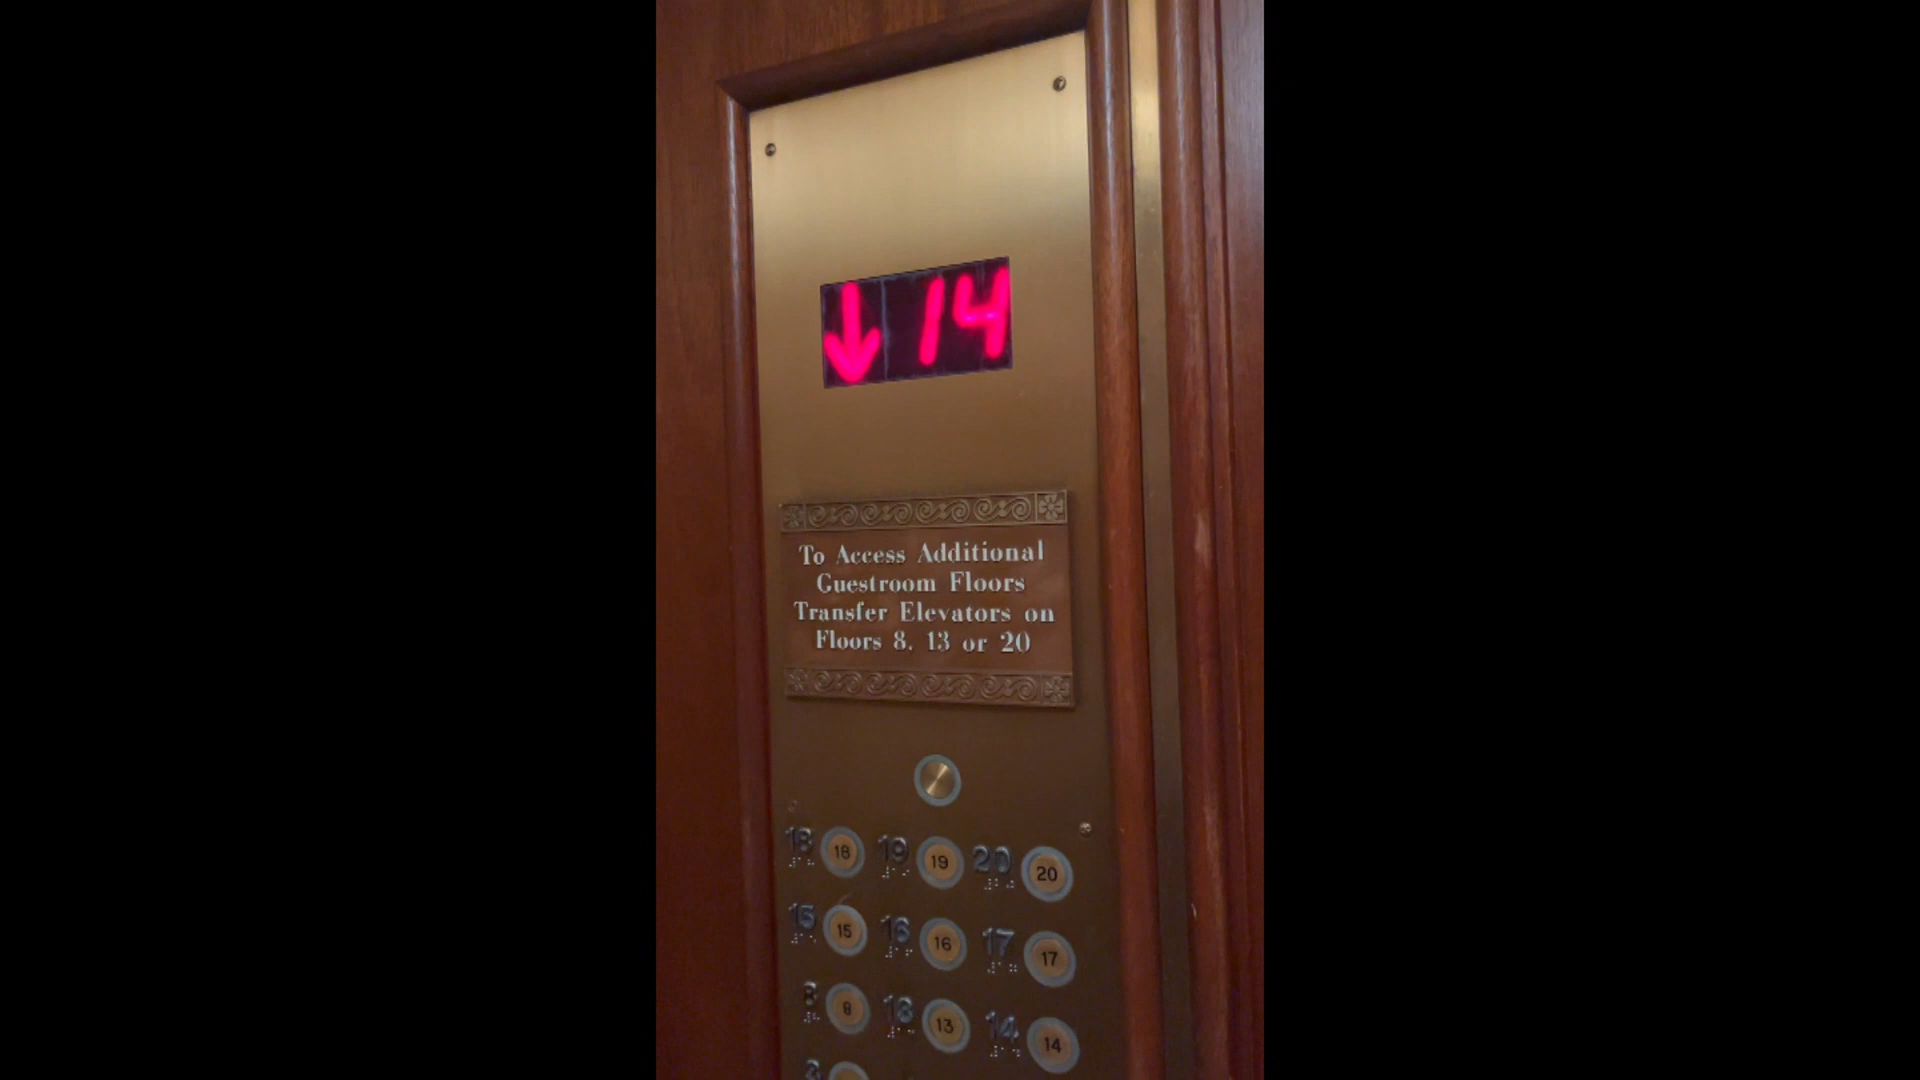 ↓ 14
To Access Additional
Guestroom Floors
Transfer Elevators on
Floors 8, 13 or 20
18 18 19 19 20 20
15 15 16 16 17 17
8 8 13 13 14 14